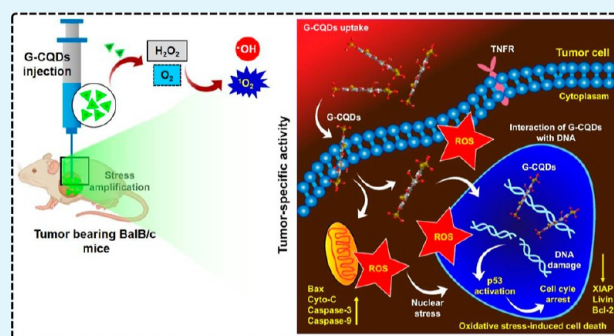 G-CQDs
injection
H2O2
O2
•OH
¹O2
Stress
amplification
Tumor bearing BalB/c
mice
Tumor-specific activity
G-CQDs uptake
TNFR
Tumor cell
Cytoplasam
G-CQDs
ROS
Interaction of G-CQDs
with DNA
G-CQDs
ROS
ROS
DNA
damage
p53
activation
Cell cyle
arrest
Nuclear
stress
Bax
Cyto-C
Caspase-3
Caspase-9
XIAP
Livin
Bcl-2
Oxidative stress-induced cell death